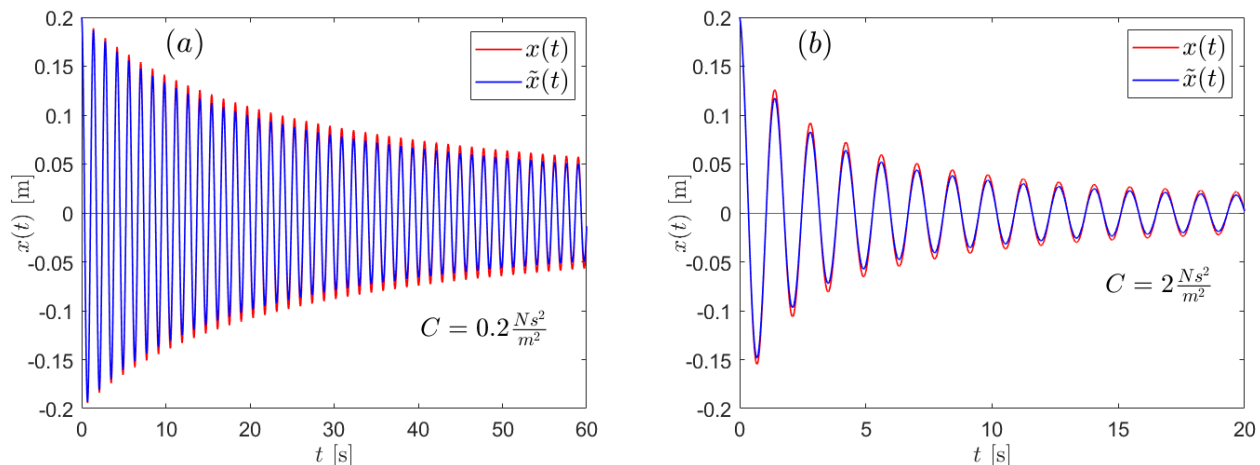 (a)
x(t)
x̃(t)
0.2
0.15
0.1
0.05
0
-0.05
-0.1
-0.15
-0.2
x(t) [m]
C = 0.2 Ns²/m²
0 10 20 30 40 50 60
t [s]
(b)
x(t)
x̃(t)
0.2
0.15
0.1
0.05
0
-0.05
-0.1
-0.15
-0.2
x(t) [m]
C = 2 Ns²/m²
0 5 10 15 20
t [s]